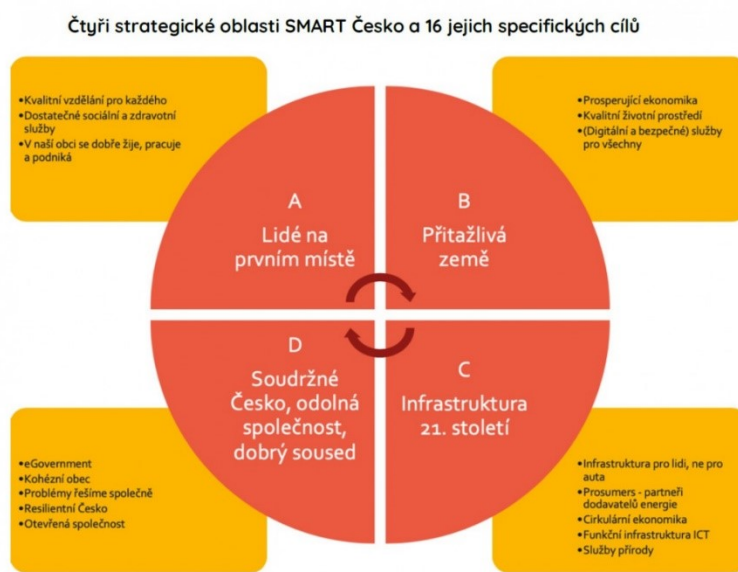 Čtyři strategické oblasti SMART Česko a 16 jejich specifických cílů
•Kvalitní vzdělání pro každého
•Dostatečné sociální a zdravotní
služby
•V naší obci se dobře žije, pracuje
a podniká
•Prosperující ekonomika
•Kvalitní životní prostředí
•(Digitální a bezpečné) služby
pro všechny
A
Lidé na
prvním místě
B
Přitažlivá
země
D
Soudržné
Česko, odolná
společnost,
dobrý soused
C
Infrastruktura
21. století
•eGovernment
•Kohézní obec
•Problémy řešíme společně
•Resilientní Česko
•Otevřená společnost
•Infrastruktura pro lidi, ne pro
auta
•Prosumers - partneři
dodavatelů energie
•Cirkulární ekonomika
•Funkční infrastruktura ICT
•Služby přírody